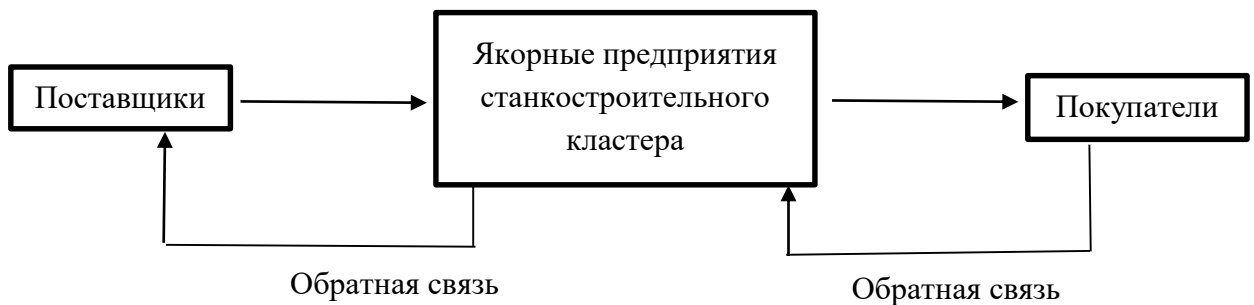 Поставщики
Якорные предприятия
станкостроительного
кластера
Покупатели
Обратная связь
Обратная связь